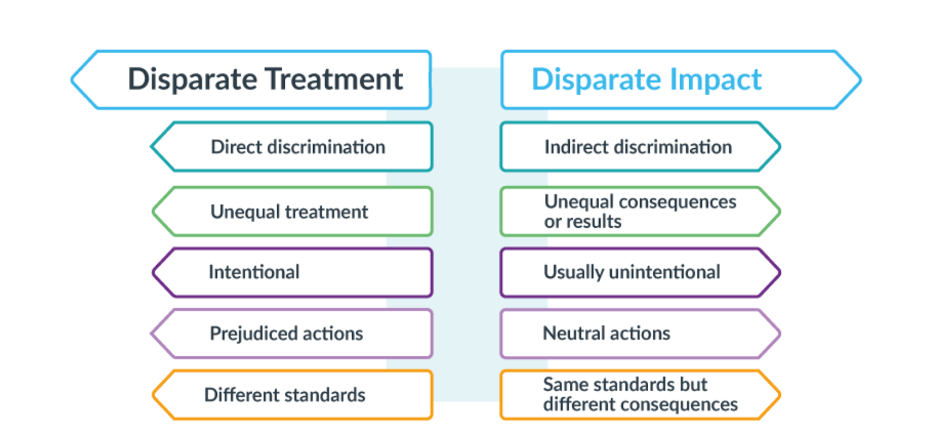 Disparate Treatment
Disparate Impact
Direct discrimination
Indirect discrimination
Unequal treatment
Unequal consequences
or results
Intentional
Usually unintentional
Prejudiced actions
Neutral actions
Different standards
Same standards but
different consequences